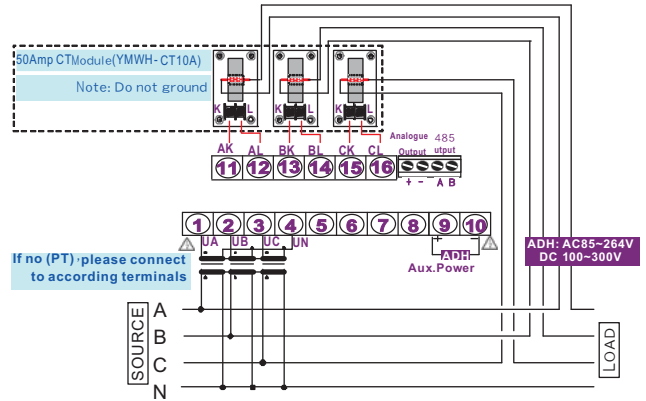 50Amp CTModule(YMWH-CT10A)
Note: Do not ground
K L K L K L
AK AL BK BL CK CL
Analogue 485
Output utput
11 12 13 14 15 16
+ - A B
1 2 3 4 5 6 7 8 9 10
UA UB UC UN
+ -
ADH
Aux.Power
ADH: AC85~264V
DC 100~300V
If no (PT),please connect
to according terminals
SOURCE
A
B
C
N
LOAD